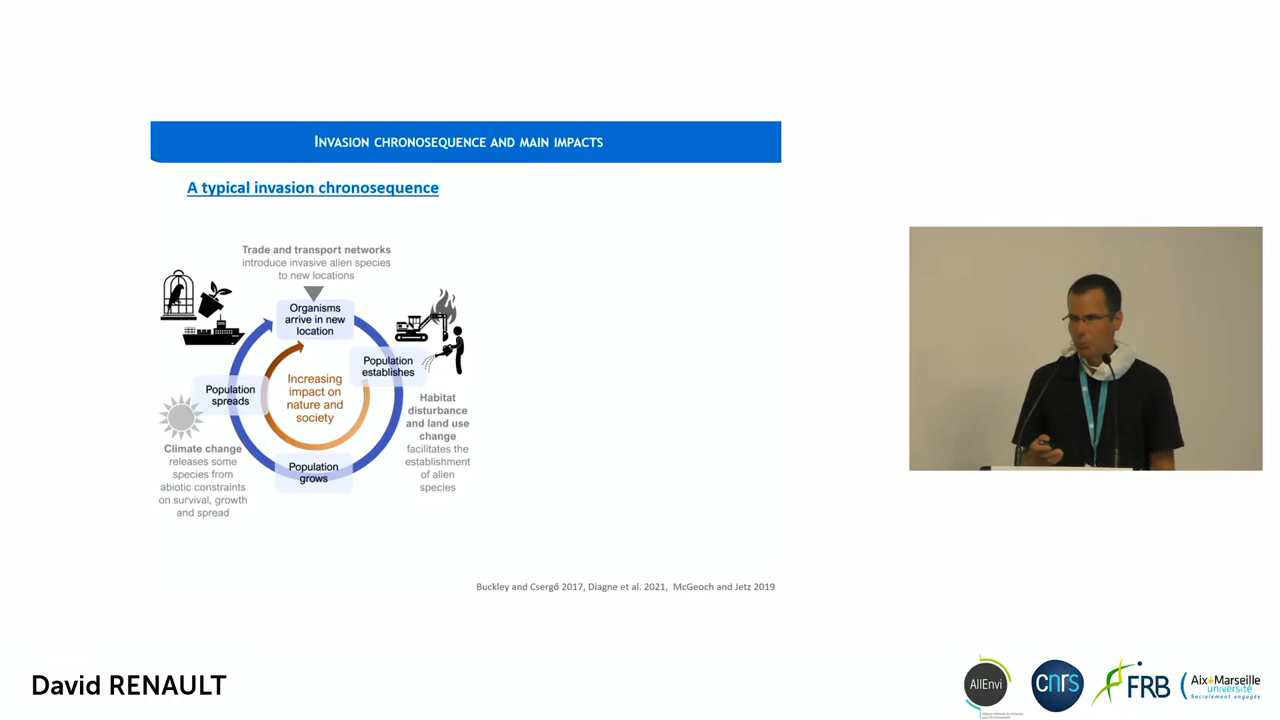 INVASION CHRONOSEQUENCE AND MAIN IMPACTS
A typical invasion chronosequence
Trade and transport networks
introduce invasive alien species
to new locations
Organisms
arrive in new
location
Population
establishes
Population
spreads
Increasing
impact on
nature and
society
Population
grows
Habitat
disturbance
and land use
change
facilitates the
establishment
of alien
species
Climate change
releases some
species from
abiotic constraints
on survival, growth
and spread
Buckley and Csergő 2017, Diagne et al. 2021, McGeoch and Jetz 2019
David RENAULT
AllEnvi
cnrs
FRB
Aix Marseille
université
Socialement engagée